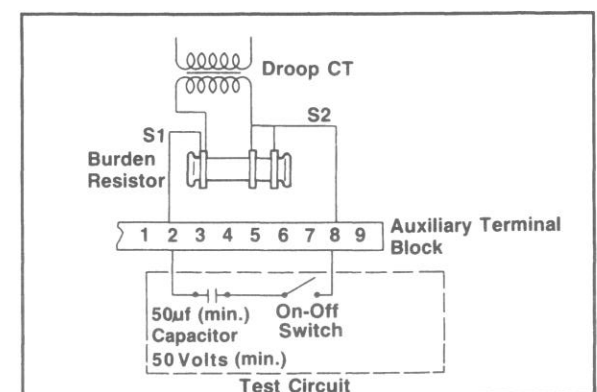 Droop CT
S2
S1
Burden
Resistor
1 2 3 4 5 6 7 8 9
Auxiliary Terminal
Block
50µf (min.)
Capacitor
50 Volts (min.)
On-Off
Switch
Test Circuit